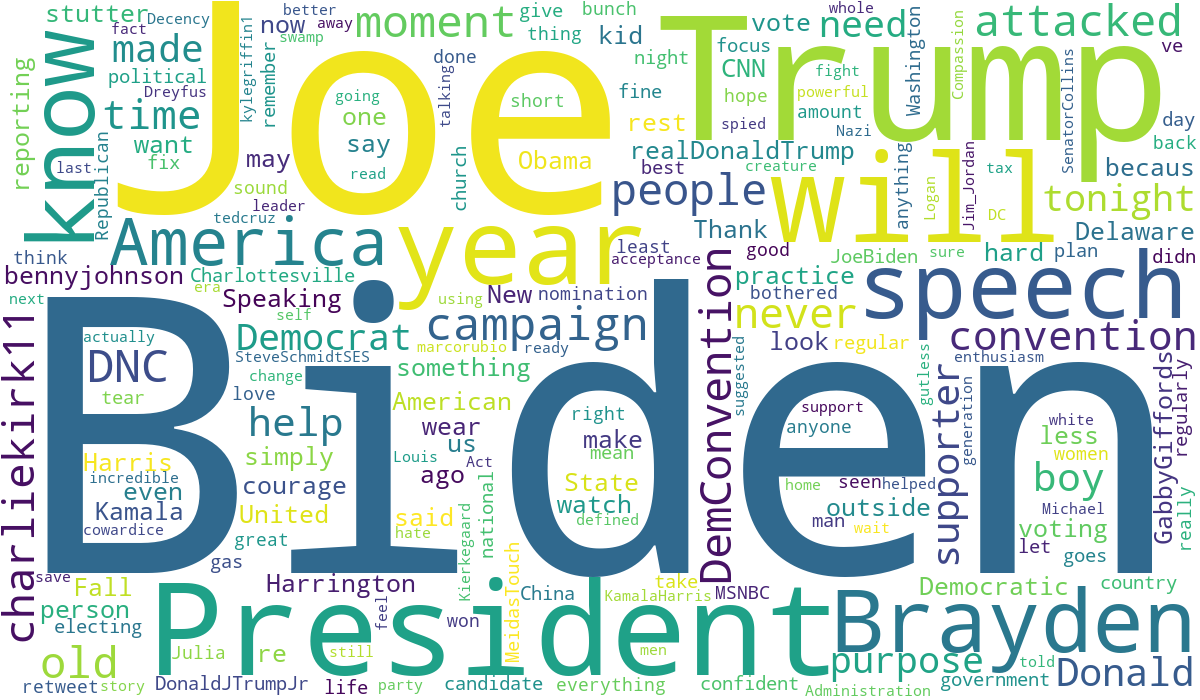 Joe
Trump
Biden
President
will
year
speech
Brayden
know
America
campaign
people
moment
attacked
need
made
time
stutter
Decency
better
away
fact
swamp
give
bunch
whole
vote
kid
thing
now
done
night
focus
CNN
fight
Washington
Compassion
ve
political
Dreyfus
kylegriffin1
remember
talking
going
one
short
fine
hope
powerful
amount
SenatorCollins
day
back
reporting
want
fix
may
say
read
Obama
rest
spied
Nazi
realDonaldTrump
best
creature
becaus
last
Republican
sound
leader
tedcruz
church
anything
Logan
Jim_Jordan
tax
DC
tonight
Thank
Delaware
think
bennyjohnson
Charlottesville
least
acceptance
good
JoeBiden
sure
hard
plan
didn
next
era
self
Speaking
using
New
nomination
practice
bothered
charliekirk11
actually
DNC
tear
Democrat
SteveSchmidtSES
change
love
marcorubio
ready
something
DemConvention
suggested
never
look
regular
convention
enthusiasm
gutless
help
American
wear
us
right
make
mean
support
anyone
supporter
generation
white
less
women
boy
GabbyGiffords
regularly
really
Harris
incredible
even
Kamala
cowardice
simply
courage
United
great
Louis
Act
ago
said
hate
State
watch
defined
home
seen
helped
man
outside
wait
Michael
voting
let
goes
gas
national
Kierkegaard
MeidasTouch
save
Fall
person
electing
Harrington
feel
won
China
take
KamalaHarris
MSNBC
Democratic
country
old
Julia
re
still
men
purpose
told
government
Donald
retweet
story
DonaldJTrumpJr
life
party
candidate
everything
confident
Administration